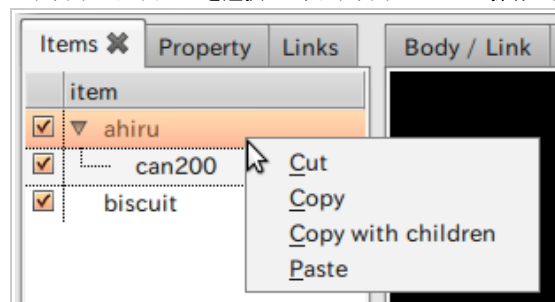 Items Property Links Body / Link
item
ahiru
can200
biscuit
Cut
Copy
Copy with children
Paste